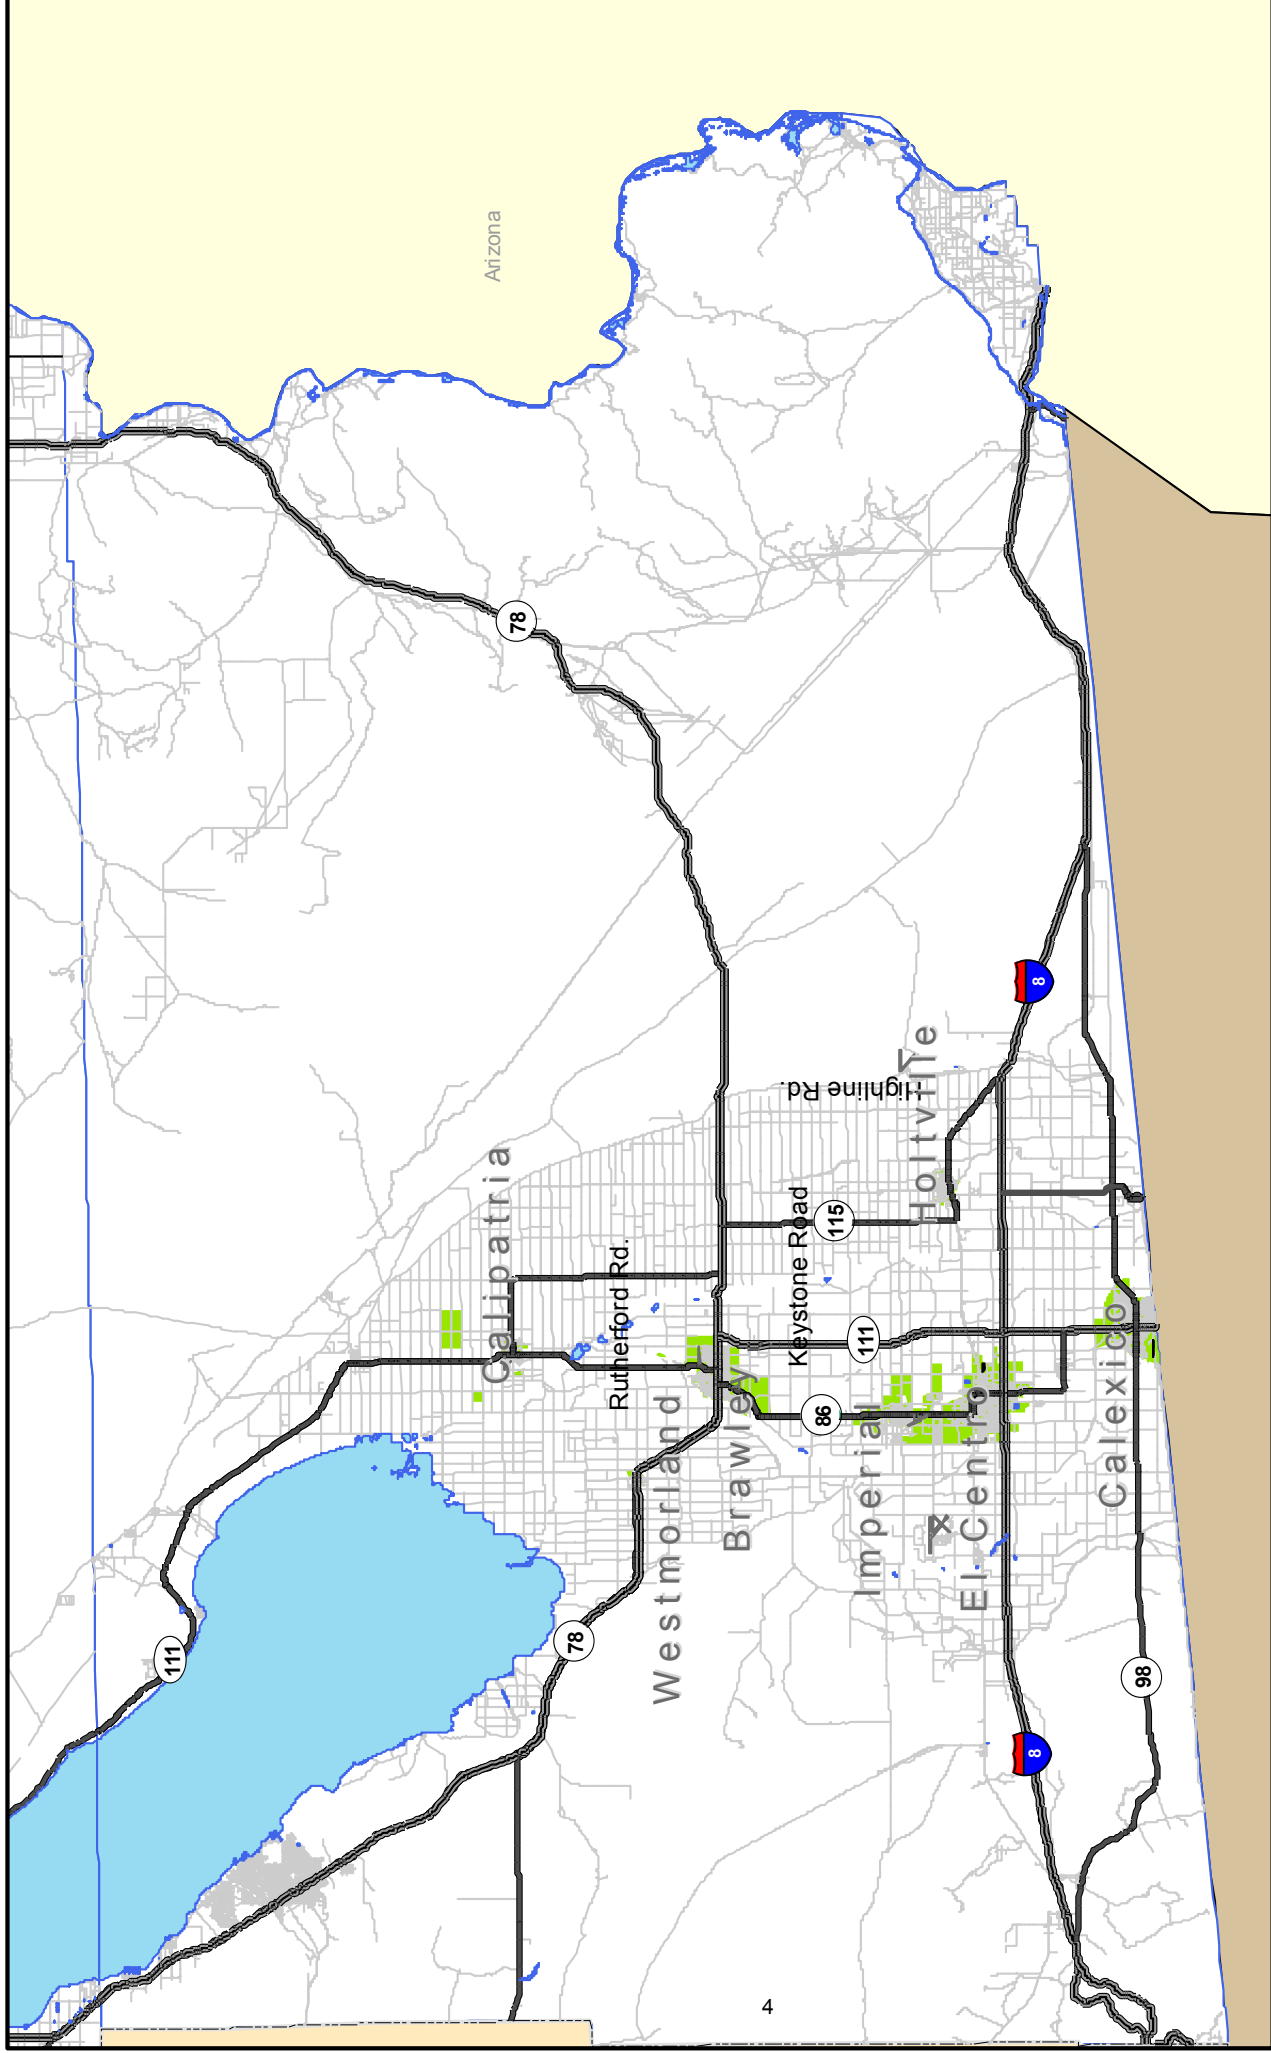 Arizona
78
8
Highline Rd.
Holtville
Calipatria
115
Keystone Road
Rutherford Rd.
111
86
Westmorland
Brawley
Imperial
El Centro
Calexico
111
78
98
8
4